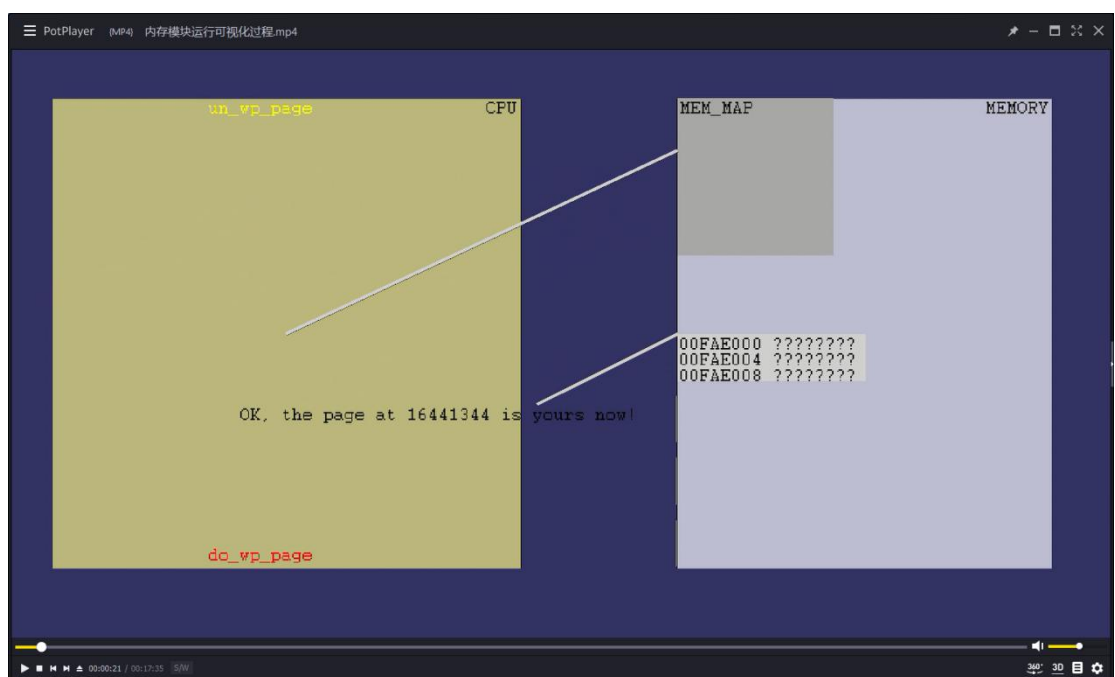 PotPlayer (MP4) 内存模块运行可视化过程.mp4
un_wp_page CPU
MEM_MAP MEMORY
00FAE000 ????????
00FAE004 ????????
00FAE008 ????????
OK, the page at 16441344 is yours now!
do_wp_page
00:00:21 / 00:17:35 S/W
360° 3D